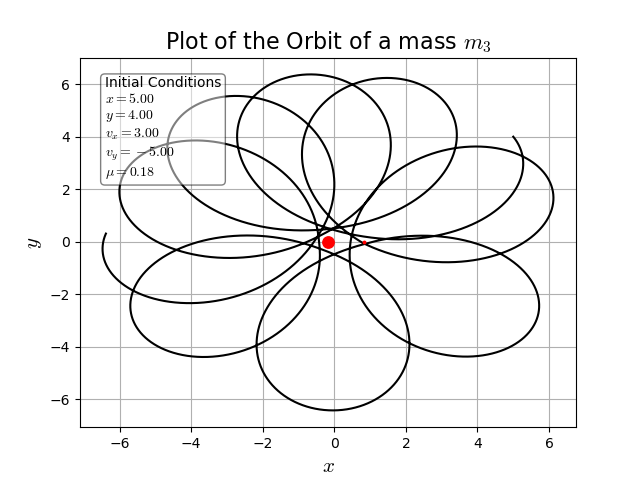 Plot of the Orbit of a mass m₃
Initial Conditions
x = 5.00
y = 4.00
vₓ = 3.00
v_y = −5.00
μ = 0.18
6
4
2
0
−2
−4
−6
y
−6 −4 −2 0 2 4 6
x